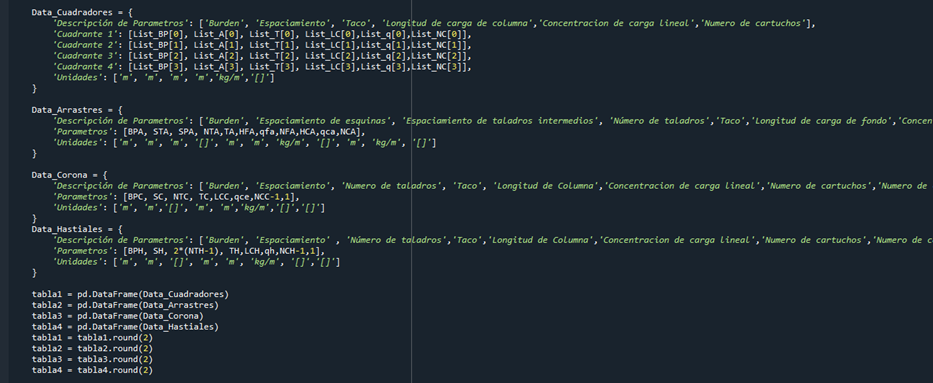 Data_Cuadradores = {
'Descripción de Parametros': ['Burden', 'Espaciamiento', 'Taco', 'Longitud de carga de columna','Concentracion de carga lineal','Numero de cartuchos'],
'Cuadrante 1': [List_BP[0], List_A[0], List_T[0], List_LC[0],List_q[0],List_NC[0]],
'Cuadrante 2': [List_BP[1], List_A[1], List_T[1], List_LC[1],List_q[1],List_NC[1]],
'Cuadrante 3': [List_BP[2], List_A[2], List_T[2], List_LC[2],List_q[2],List_NC[2]],
'Cuadrante 4': [List_BP[3], List_A[3], List_T[3], List_LC[3],List_q[3],List_NC[3]],
'Unidades': ['m', 'm', 'm', 'm','kg/m','[]']
}
Data_Arrastres = {
'Descripción de Parametros': ['Burden', 'Espaciamiento de esquinas', 'Espaciamiento de taladros intermedios', 'Número de taladros','Taco','Longitud de carga de fondo','Concen
'Parametros': [BPA, STA, SPA, NTA,TA,HFA,qfa,NFA,HCA,qca,NCA],
'Unidades': ['m', 'm', 'm', '[]', 'm', 'm', 'kg/m', '[]', 'm', 'kg/m', '[]']
}
Data_Corona = {
'Descripción de Parametros': ['Burden', 'Espaciamiento', 'Numero de taladros', 'Taco', 'Longitud de Columna','Concentracion de carga lineal','Numero de cartuchos','Numero de
'Parametros': [BPC, SC, NTC, TC,LCC,qce,NCC-1,1],
'Unidades': ['m', 'm','[]', 'm', 'm','kg/m','[]','[]']
}
Data_Hastiales = {
'Descripción de Parametros': ['Burden', 'Espaciamiento' , 'Número de taladros','Taco','Longitud de Columna','Concentracion de carga lineal','Numero de cartuchos','Numero de c
'Parametros': [BPH, SH, 2*(NTH-1), TH,LCH,qh,NCH-1,1],
'Unidades': ['m', 'm', '[]', 'm', 'm', 'kg/m', '[]','[]']
}
tabla1 = pd.DataFrame(Data_Cuadradores)
tabla2 = pd.DataFrame(Data_Arrastres)
tabla3 = pd.DataFrame(Data_Corona)
tabla4 = pd.DataFrame(Data_Hastiales)
tabla1 = tabla1.round(2)
tabla2 = tabla2.round(2)
tabla3 = tabla3.round(2)
tabla4 = tabla4.round(2)